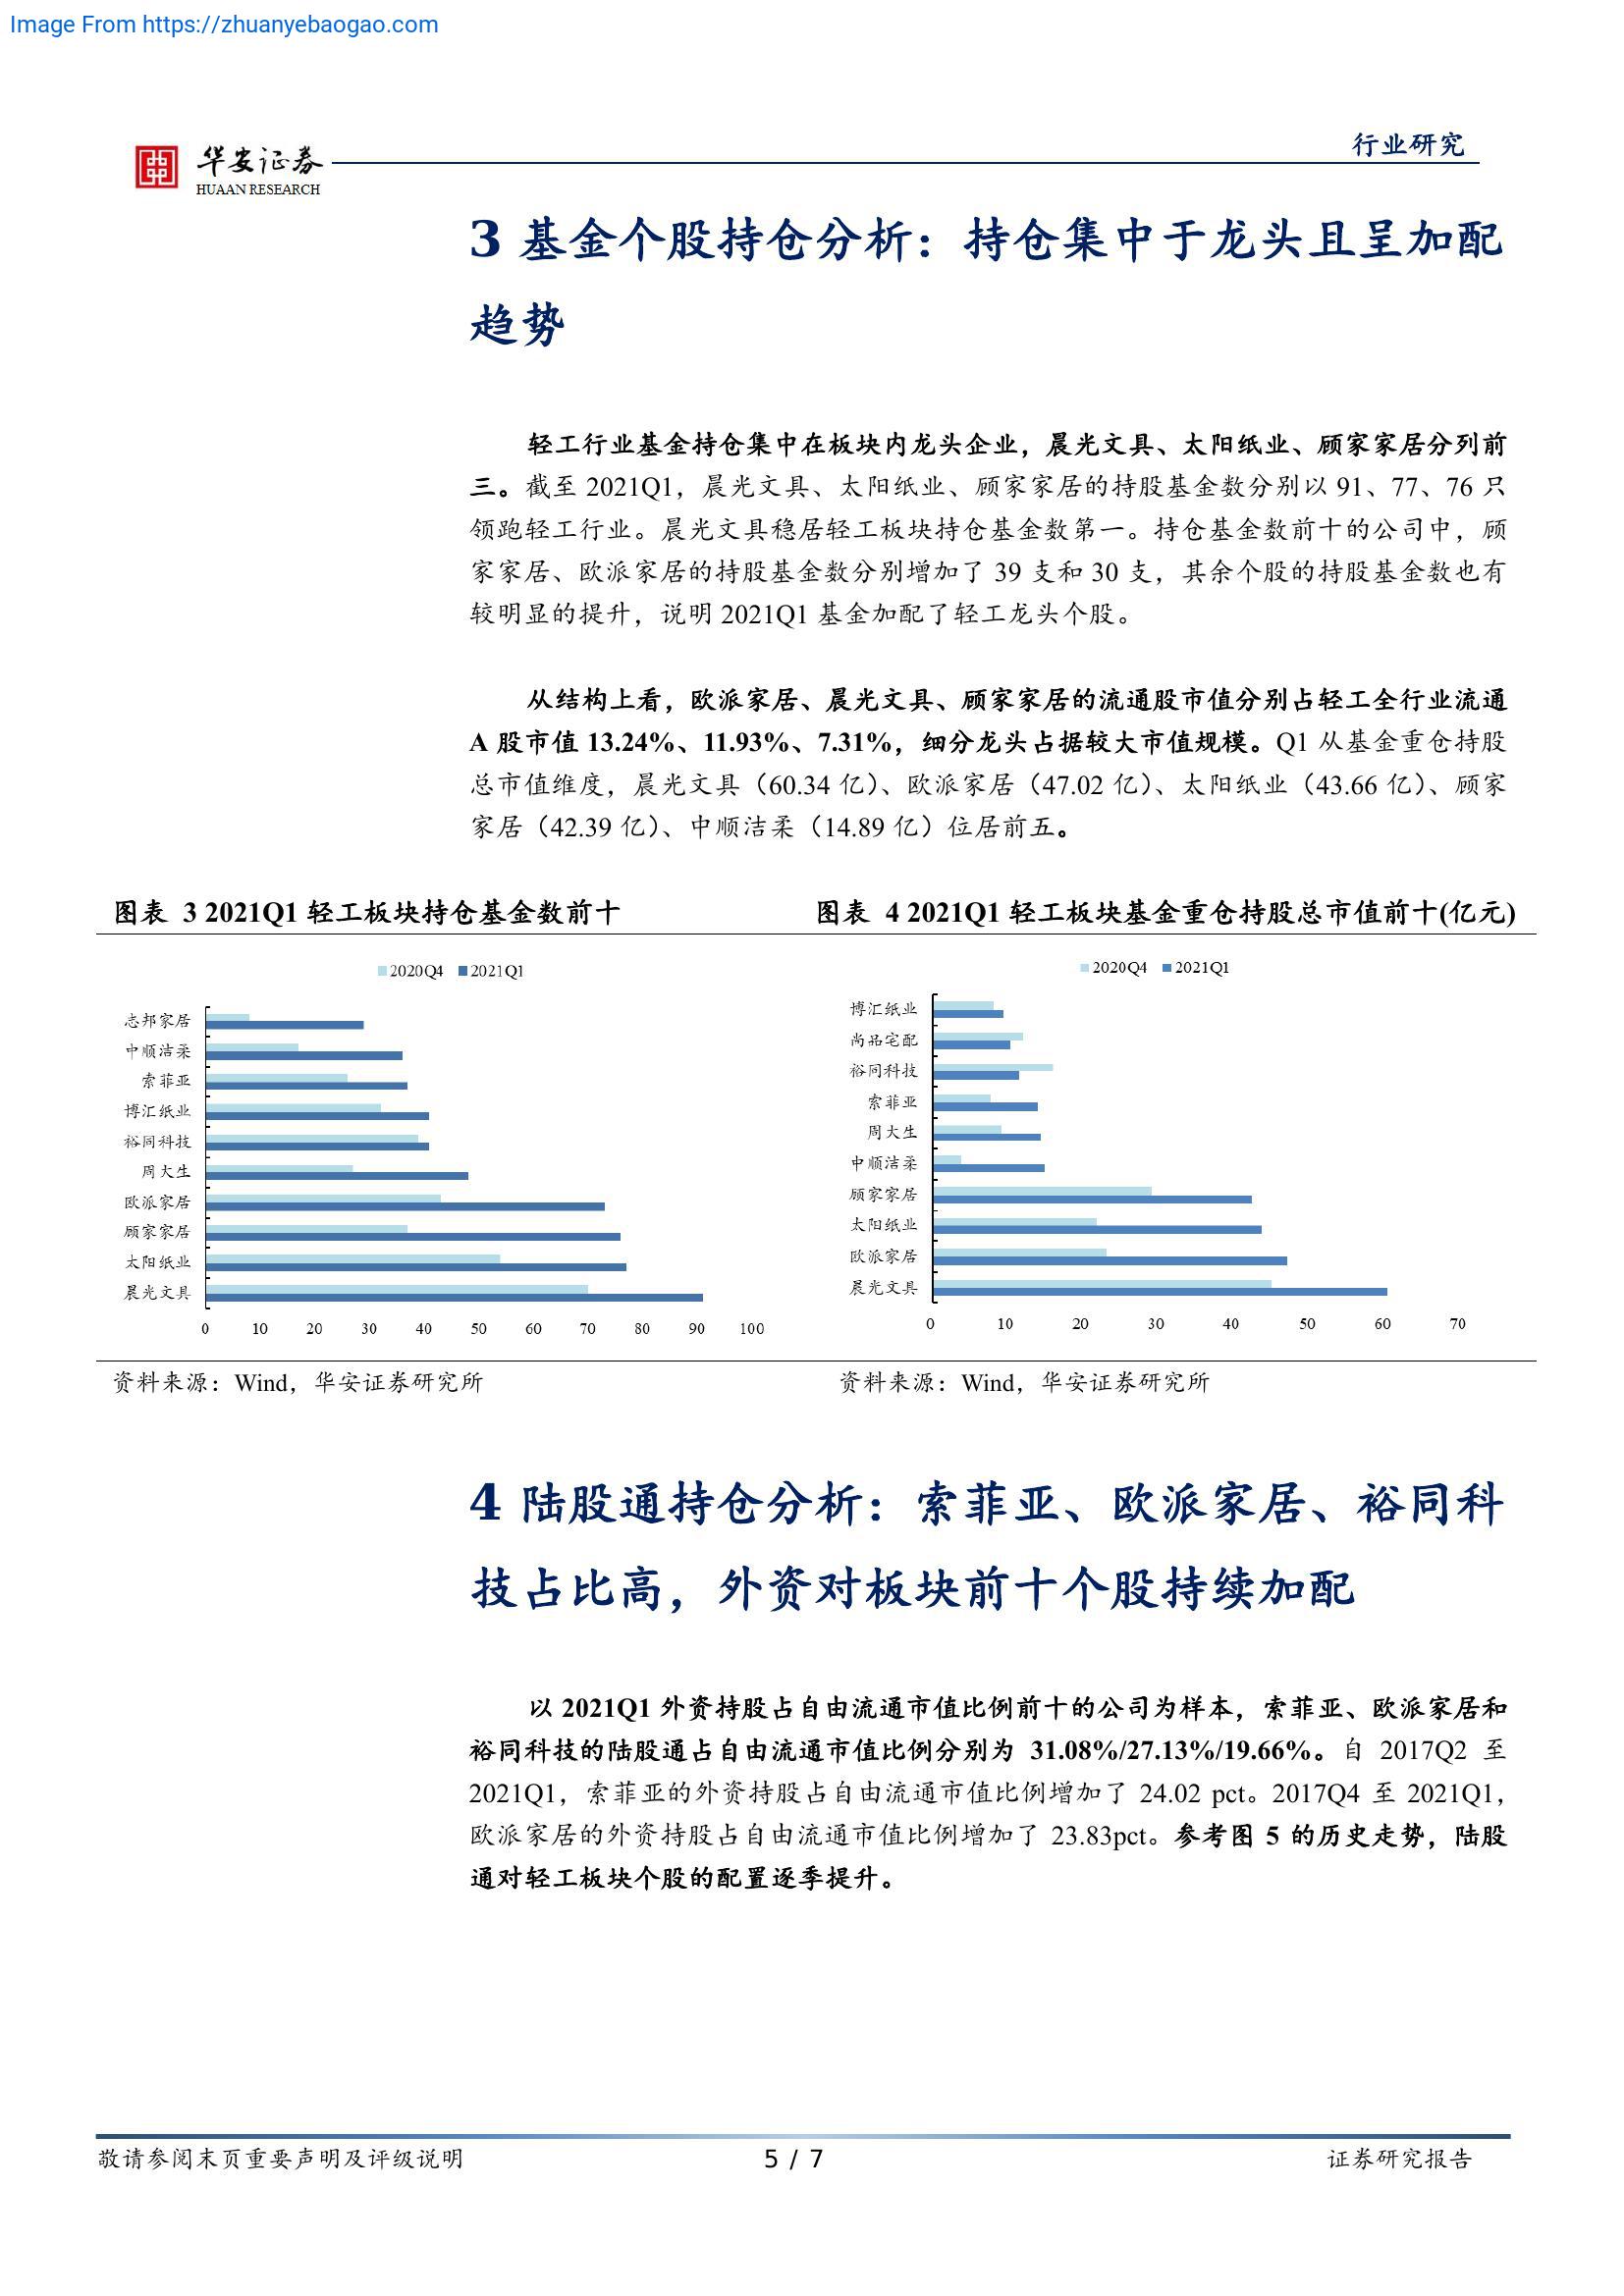 Image From https://zhuanyebaogao.com
华安证券
HUAAN RESEARCH
行业研究
3 基金个股持仓分析：持仓集中于龙头且呈加配
趋势
轻工行业基金持仓集中在板块内龙头企业，晨光文具、太阳纸业、顾家家居分列前
三。截至 2021Q1，晨光文具、太阳纸业、顾家家居的持股基金数分别以 91、77、76 只
领跑轻工行业。晨光文具稳居轻工板块持仓基金数第一。持仓基金数前十的公司中，顾
家家居、欧派家居的持股基金数分别增加了 39 支和 30 支，其余个股的持股基金数也有
较明显的提升，说明 2021Q1 基金加配了轻工龙头个股。
从结构上看，欧派家居、晨光文具、顾家家居的流通股市值分别占轻工全行业流通
A 股市值 13.24%、11.93%、7.31%，细分龙头占据较大市值规模。Q1 从基金重仓持股
总市值维度，晨光文具（60.34 亿）、欧派家居（47.02 亿）、太阳纸业（43.66 亿）、顾家
家居（42.39 亿）、中顺洁柔（14.89 亿）位居前五。
图表 3 2021Q1 轻工板块持仓基金数前十
2020Q4 2021Q1
志邦家居
中顺洁柔
索菲亚
博汇纸业
裕同科技
周大生
欧派家居
顾家家居
太阳纸业
晨光文具
0 10 20 30 40 50 60 70 80 90 100
资料来源：Wind，华安证券研究所
图表 4 2021Q1 轻工板块基金重仓持股总市值前十(亿元)
2020Q4 2021Q1
博汇纸业
尚品宅配
裕同科技
索菲亚
周大生
中顺洁柔
顾家家居
太阳纸业
欧派家居
晨光文具
0 10 20 30 40 50 60 70
资料来源：Wind，华安证券研究所
4 陆股通持仓分析：索菲亚、欧派家居、裕同科
技占比高，外资对板块前十个股持续加配
以 2021Q1 外资持股占自由流通市值比例前十的公司为样本，索菲亚、欧派家居和
裕同科技的陆股通占自由流通市值比例分别为 31.08%/27.13%/19.66%。自 2017Q2 至
2021Q1，索菲亚的外资持股占自由流通市值比例增加了 24.02 pct。2017Q4 至 2021Q1，
欧派家居的外资持股占自由流通市值比例增加了 23.83pct。参考图 5 的历史走势，陆股
通对轻工板块个股的配置逐季提升。
敬请参阅末页重要声明及评级说明
5 / 7
证券研究报告